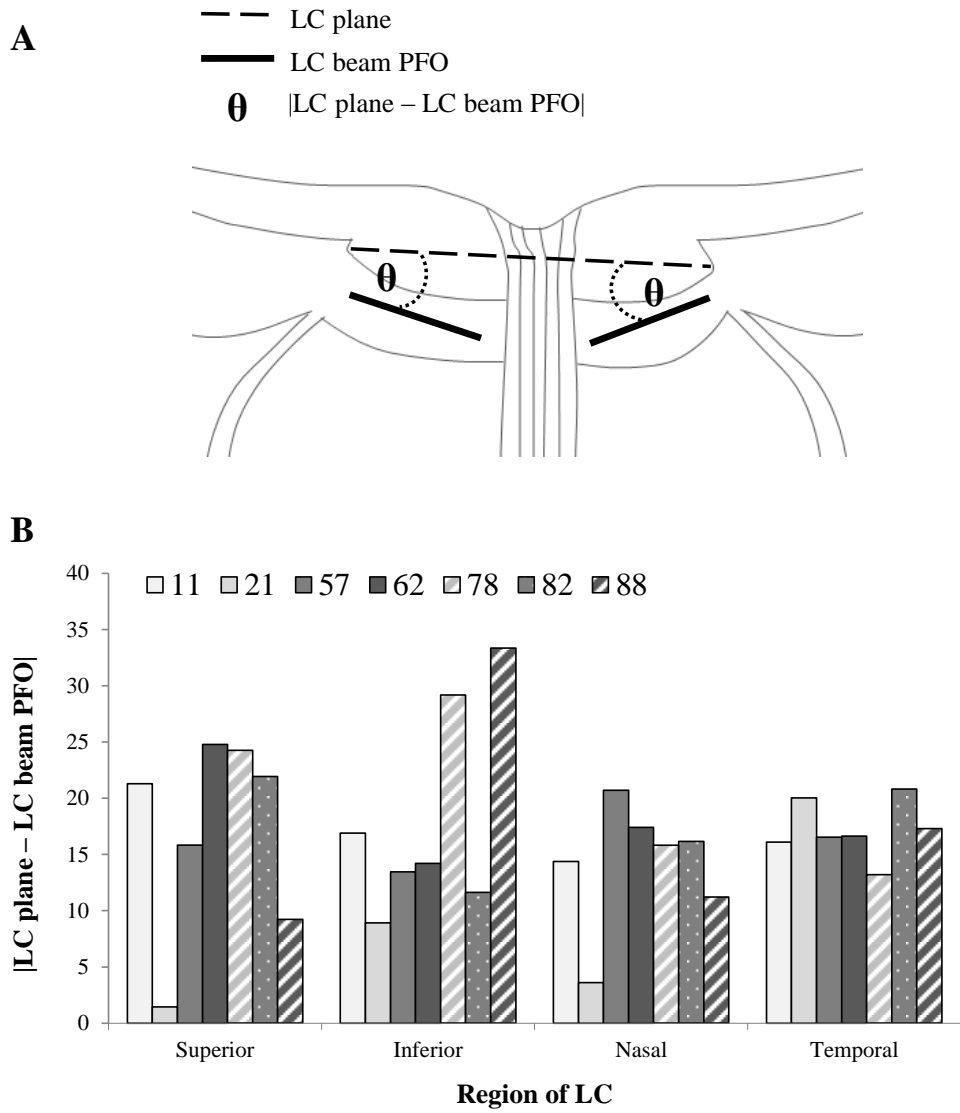 A
LC plane
LC beam PFO
θ |LC plane – LC beam PFO|
θ θ
B
|LC plane – LC beam PFO|
40
35
30
25
20
15
10
5
0
11 21 57 62 78 82 88
Superior Inferior Nasal Temporal
Region of LC